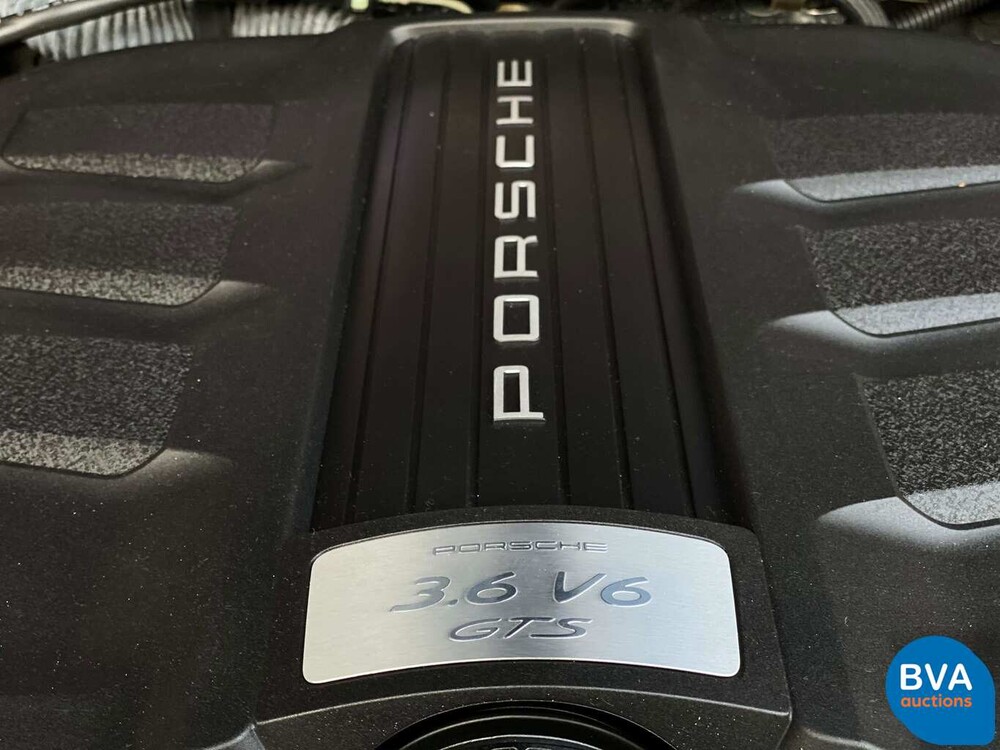 PORSCHE
PORSCHE
3.6 V6
GTS
BVA
auctions